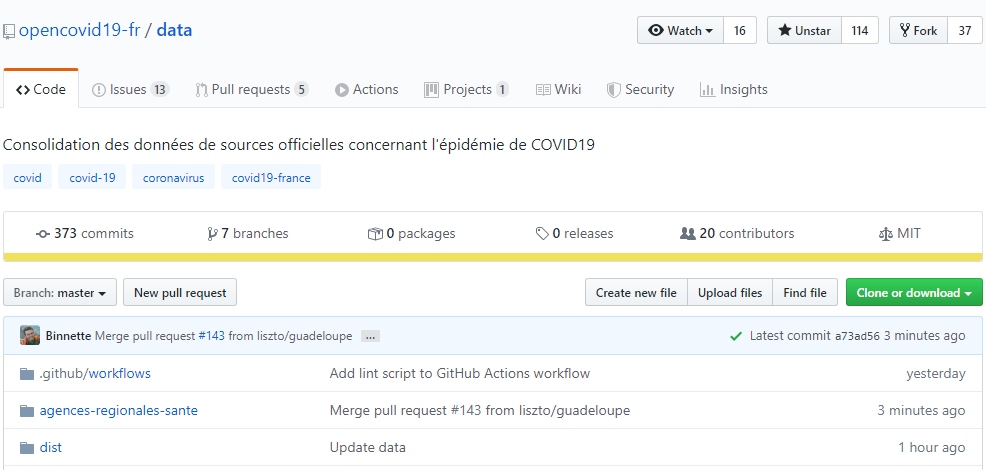 opencovid19-fr / data Watch 16 Unstar 114 Fork 37
Code Issues 13 Pull requests 5 Actions Projects 1 Wiki Security Insights
Consolidation des données de sources officielles concernant l'épidémie de COVID19
covid covid-19 coronavirus covid19-france
373 commits 7 branches 0 packages 0 releases 20 contributors MIT
Branch: master New pull request Create new file Upload files Find file Clone or download
Binnette Merge pull request #143 from liszto/guadeloupe ... Latest commit a73ad56 3 minutes ago
.github/workflows Add lint script to GitHub Actions workflow yesterday
agences-regionales-sante Merge pull request #143 from liszto/guadeloupe 3 minutes ago
dist Update data 1 hour ago